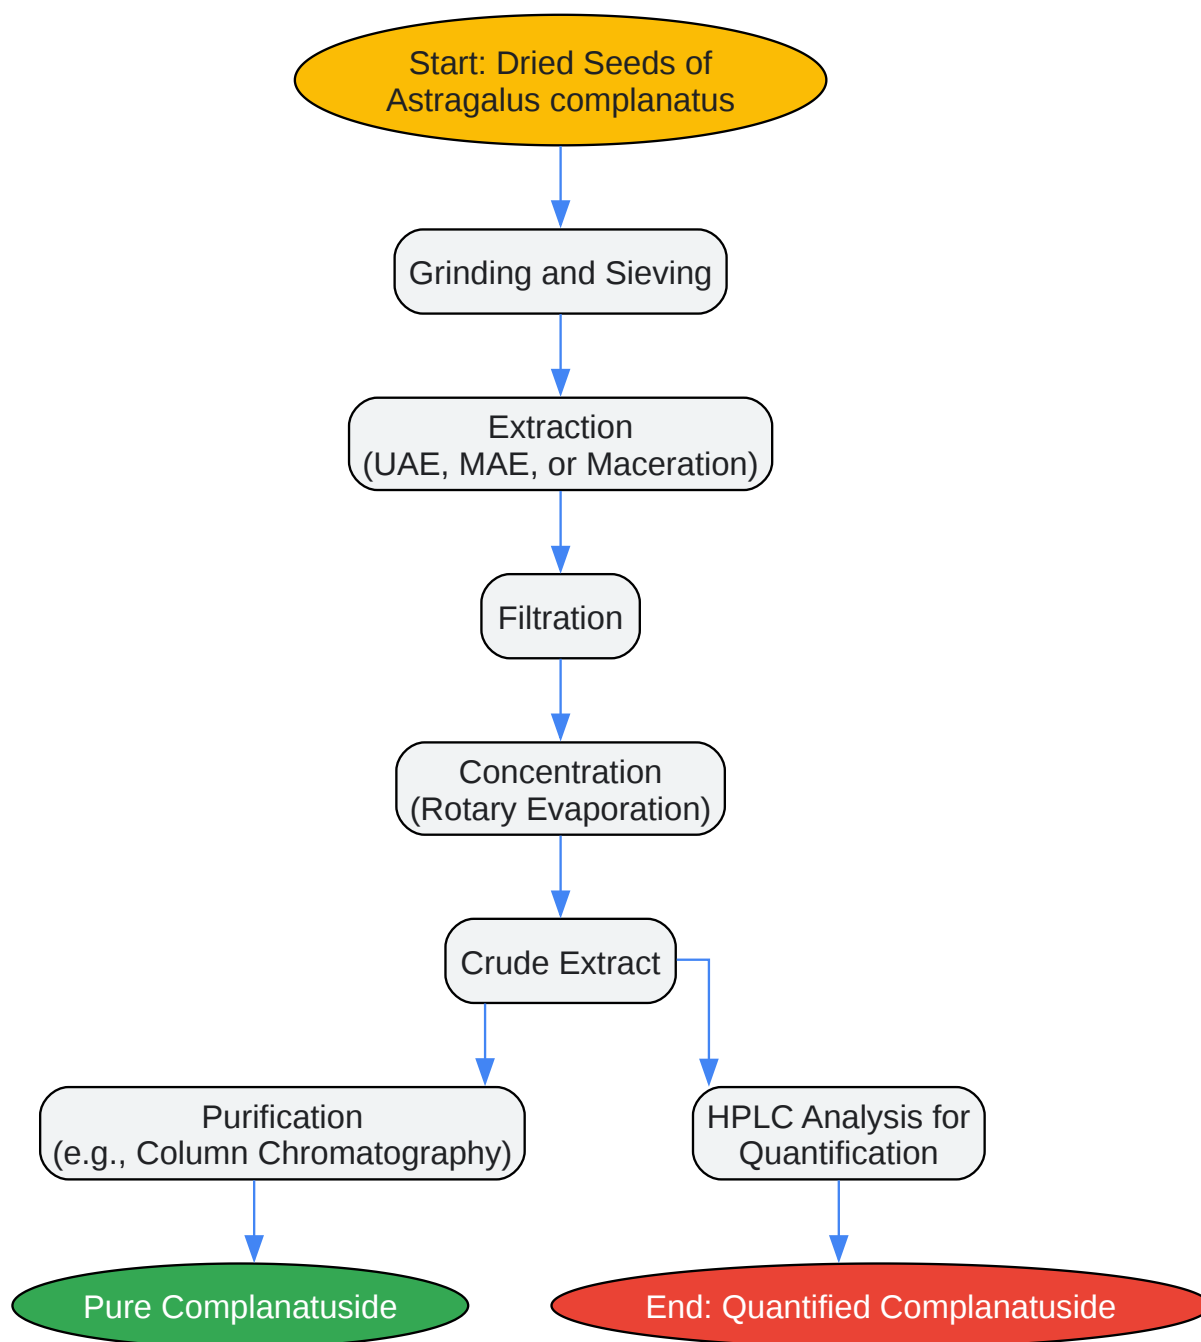 Start: Dried Seeds of
Astragalus complanatus
Grinding and Sieving
Extraction
(UAE, MAE, or Maceration)
Filtration
Concentration
(Rotary Evaporation)
Crude Extract
Purification
(e.g., Column Chromatography)
HPLC Analysis for
Quantification
Pure Complanatuside
End: Quantified Complanatuside